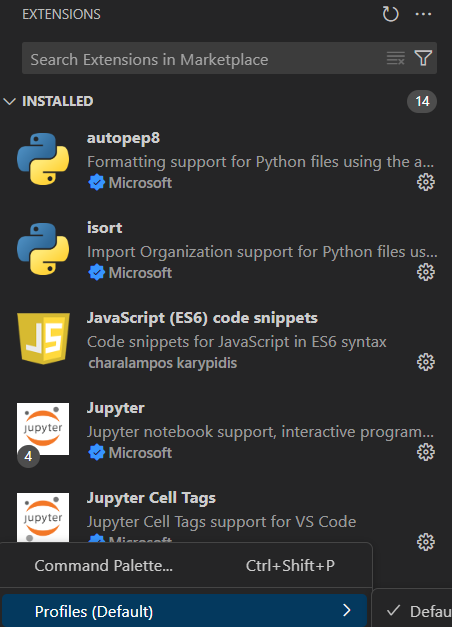 EXTENSIONS
Search Extensions in Marketplace
INSTALLED 14
autopep8
Formatting support for Python files using the a...
Microsoft
isort
Import Organization support for Python files us...
Microsoft
JS
JavaScript (ES6) code snippets
Code snippets for JavaScript in ES6 syntax
charalampos karypidis
jupyter
4
Jupyter
Jupyter notebook support, interactive program...
Microsoft
jupyter
Jupyter Cell Tags
Jupyter Cell Tags support for VS Code
Microsoft
Command Palette... Ctrl+Shift+P
Profiles (Default)
Defau